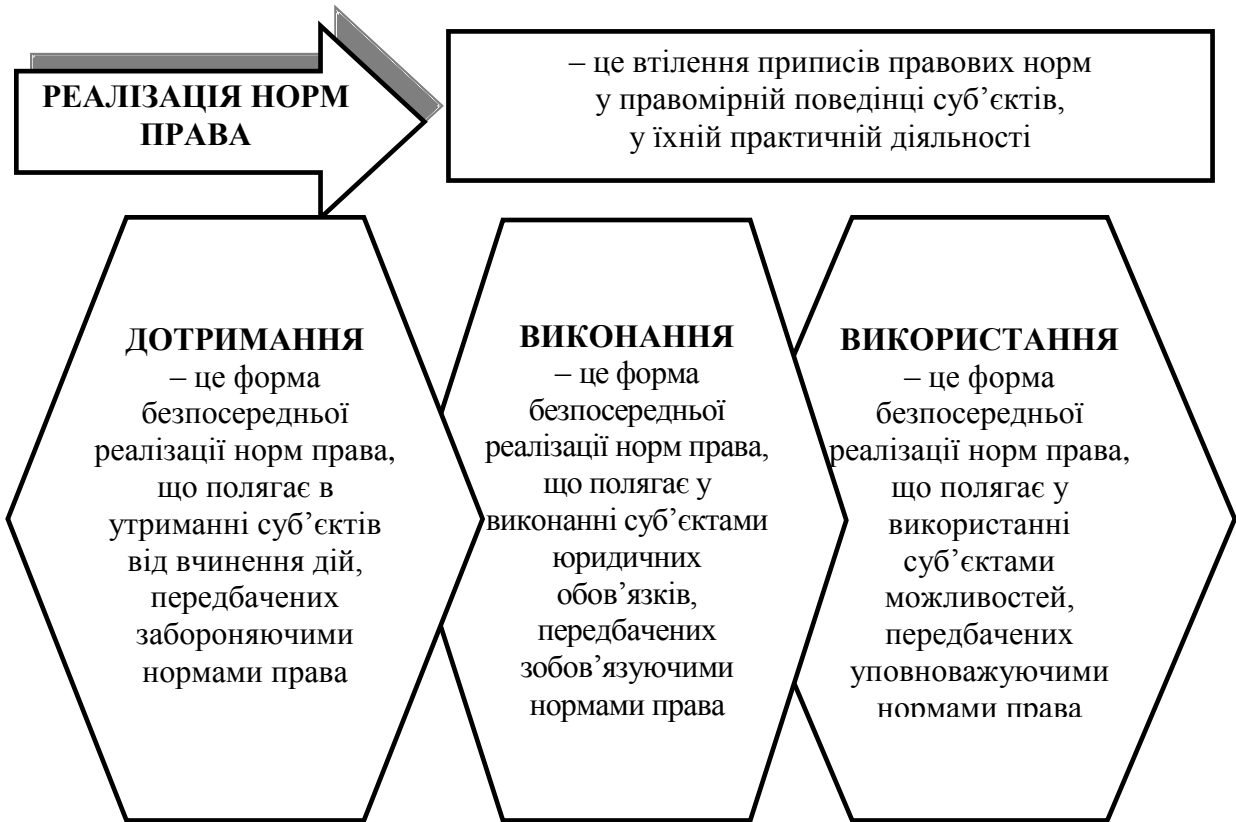 РЕАЛІЗАЦІЯ НОРМ
ПРАВА
– це втілення приписів правових норм
у правомірній поведінці суб’єктів,
у їхній практичній діяльності
ДОТРИМАННЯ
– це форма
безпосередньої
реалізації норм права,
що полягає в
утриманні суб’єктів
від вчинення дій,
передбачених
забороняючими
нормами права
ВИКОНАННЯ
– це форма
безпосередньої
реалізації норм права,
що полягає у
виконанні суб’єктами
юридичних
обов’язків,
передбачених
зобов’язуючими
нормами права
ВИКОРИСТАННЯ
– це форма
безпосередньої
реалізації норм права,
що полягає у
використанні
суб’єктами
можливостей,
передбачених
уповноважуючими
нормами права